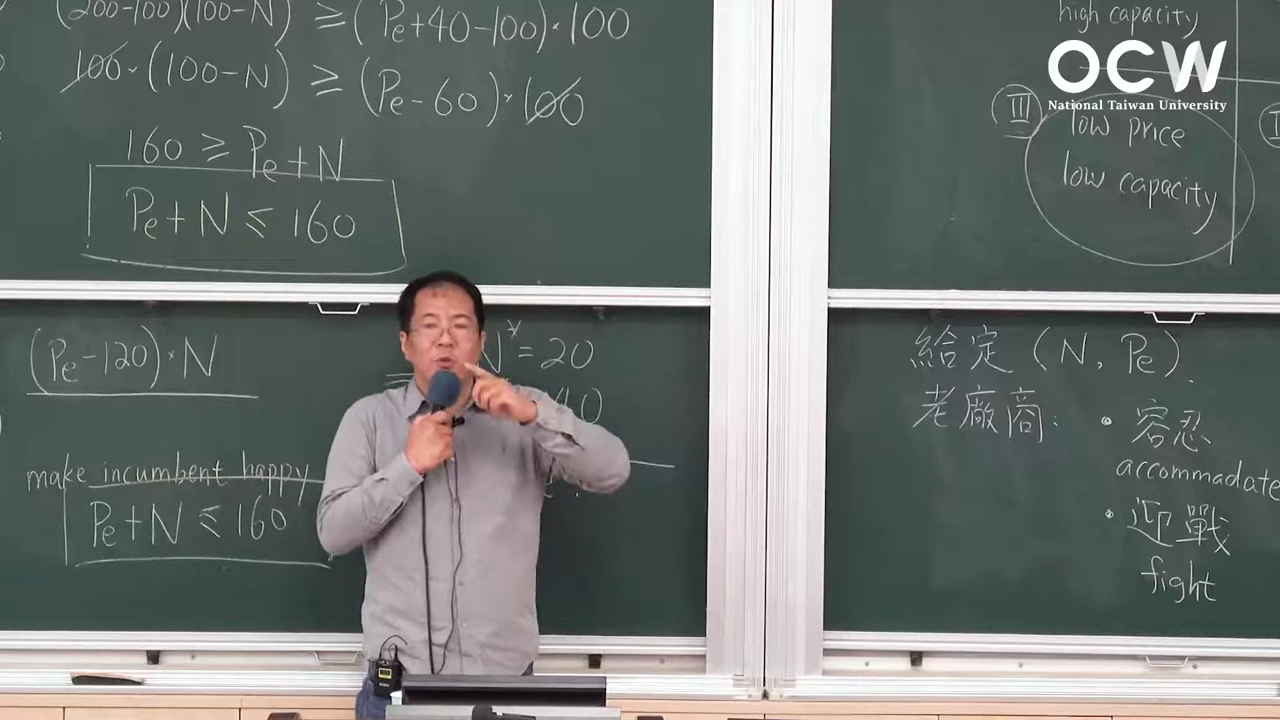 (200-100)(100-N) ≥ (Pe+40-100)·100
100·(100-N) ≥ (Pe-60)·100
160 ≥ Pe+N
Pe+N ≤ 160
(Pe-120)·N
make incumbent happy
Pe+N ≤ 160
N*=20
40
high capacity
III
low price
low capacity
給定 (N, Pe).
老廠商:
• 容忍
accommadate
• 迎戰
fight
OCW
National Taiwan University